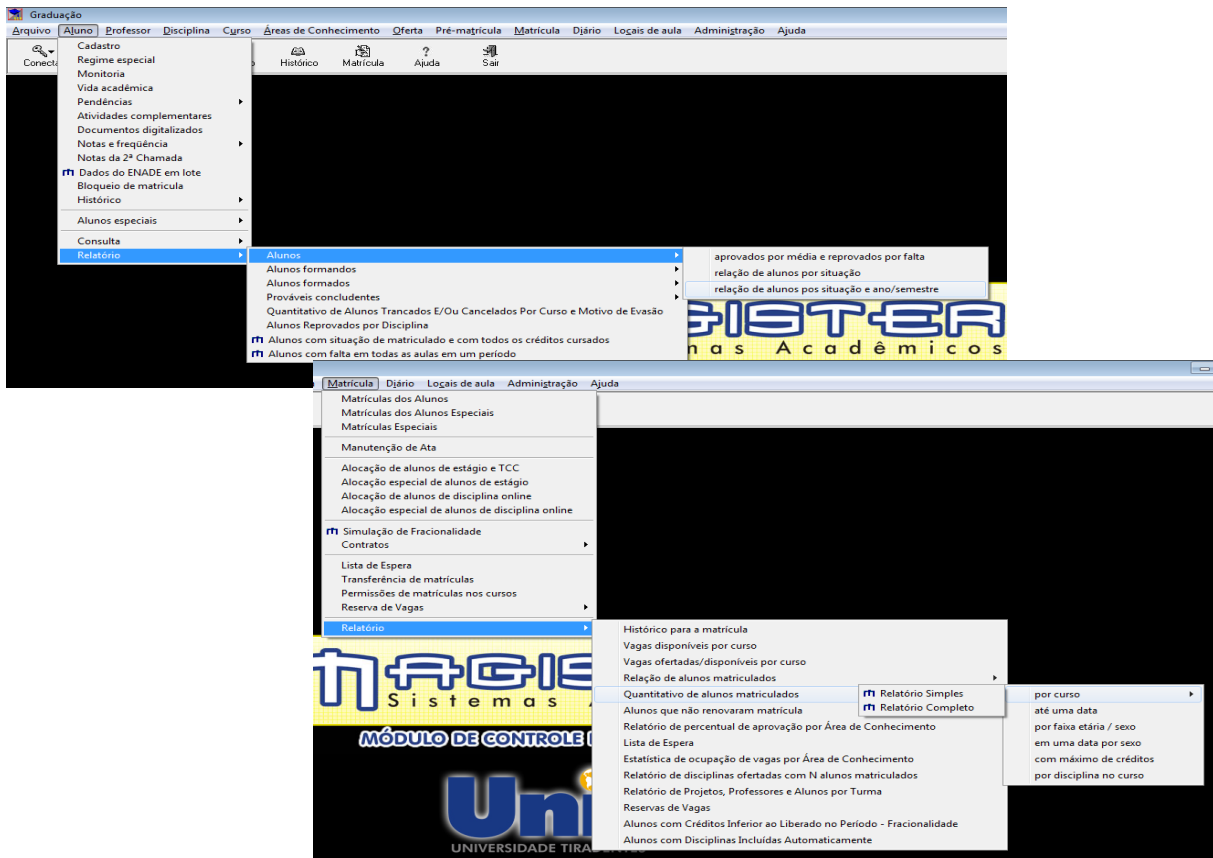 Graduação
Arquivo Aluno Professor Disciplina Curso Áreas de Conhecimento Oferta Pré-matrícula Matrícula Diário Locais de aula Administração Ajuda
Histórico Matrícula Ajuda Sair
Cadastro
Regime especial
Monitoria
Vida acadêmica
Pendências
Atividades complementares
Documentos digitalizados
Notas e freqüência
Notas da 2ª Chamada
Dados do ENADE em lote
Bloqueio de matricula
Histórico
Alunos especiais
Consulta
Relatório
Alunos
Alunos formandos
Alunos formados
Prováveis concludentes
Quantitativo de Alunos Trancados E/Ou Cancelados Por Curso e Motivo de Evasão
Alunos Reprovados por Disciplina
Alunos com situação de matriculado e com todos os créditos cursados
Alunos com falta em todas as aulas em um período
aprovados por média e reprovados por falta
relação de alunos por situação
relação de alunos pos situação e ano/semestre
Acadêmicos
Matrícula Diário Locais de aula Administração Ajuda
Matrículas dos Alunos
Matrículas dos Alunos Especiais
Matrículas Especiais
Manutenção de Ata
Alocação de alunos de estágio e TCC
Alocação especial de alunos de estágio
Alocação de alunos de disciplina online
Alocação especial de alunos de disciplina online
Simulação de Fracionalidade
Contratos
Lista de Espera
Transferência de matrículas
Permissões de matrículas nos cursos
Reserva de Vagas
Relatório
Histórico para a matrícula
Vagas disponíveis por curso
Vagas ofertadas/disponíveis por curso
Relação de alunos matriculados
Quantitativo de alunos matriculados
Alunos que não renovaram matrícula
Relatório de percentual de aprovação por Área de Conhecimento
Lista de Espera
Estatística de ocupação de vagas por Área de Conhecimento
Relatório de disciplinas ofertadas com N alunos matriculados
Relatório de Projetos, Professores e Alunos por Turma
Reservas de Vagas
Alunos com Créditos Inferior ao Liberado no Período - Fracionalidade
Alunos com Disciplinas Incluídas Automaticamente
Relatório Simples
Relatório Completo
por curso
até uma data
por faixa etária / sexo
em uma data por sexo
com máximo de créditos
por disciplina no curso
Sistemas
MÓDULO DE CONTROLE
Uni
UNIVERSIDADE